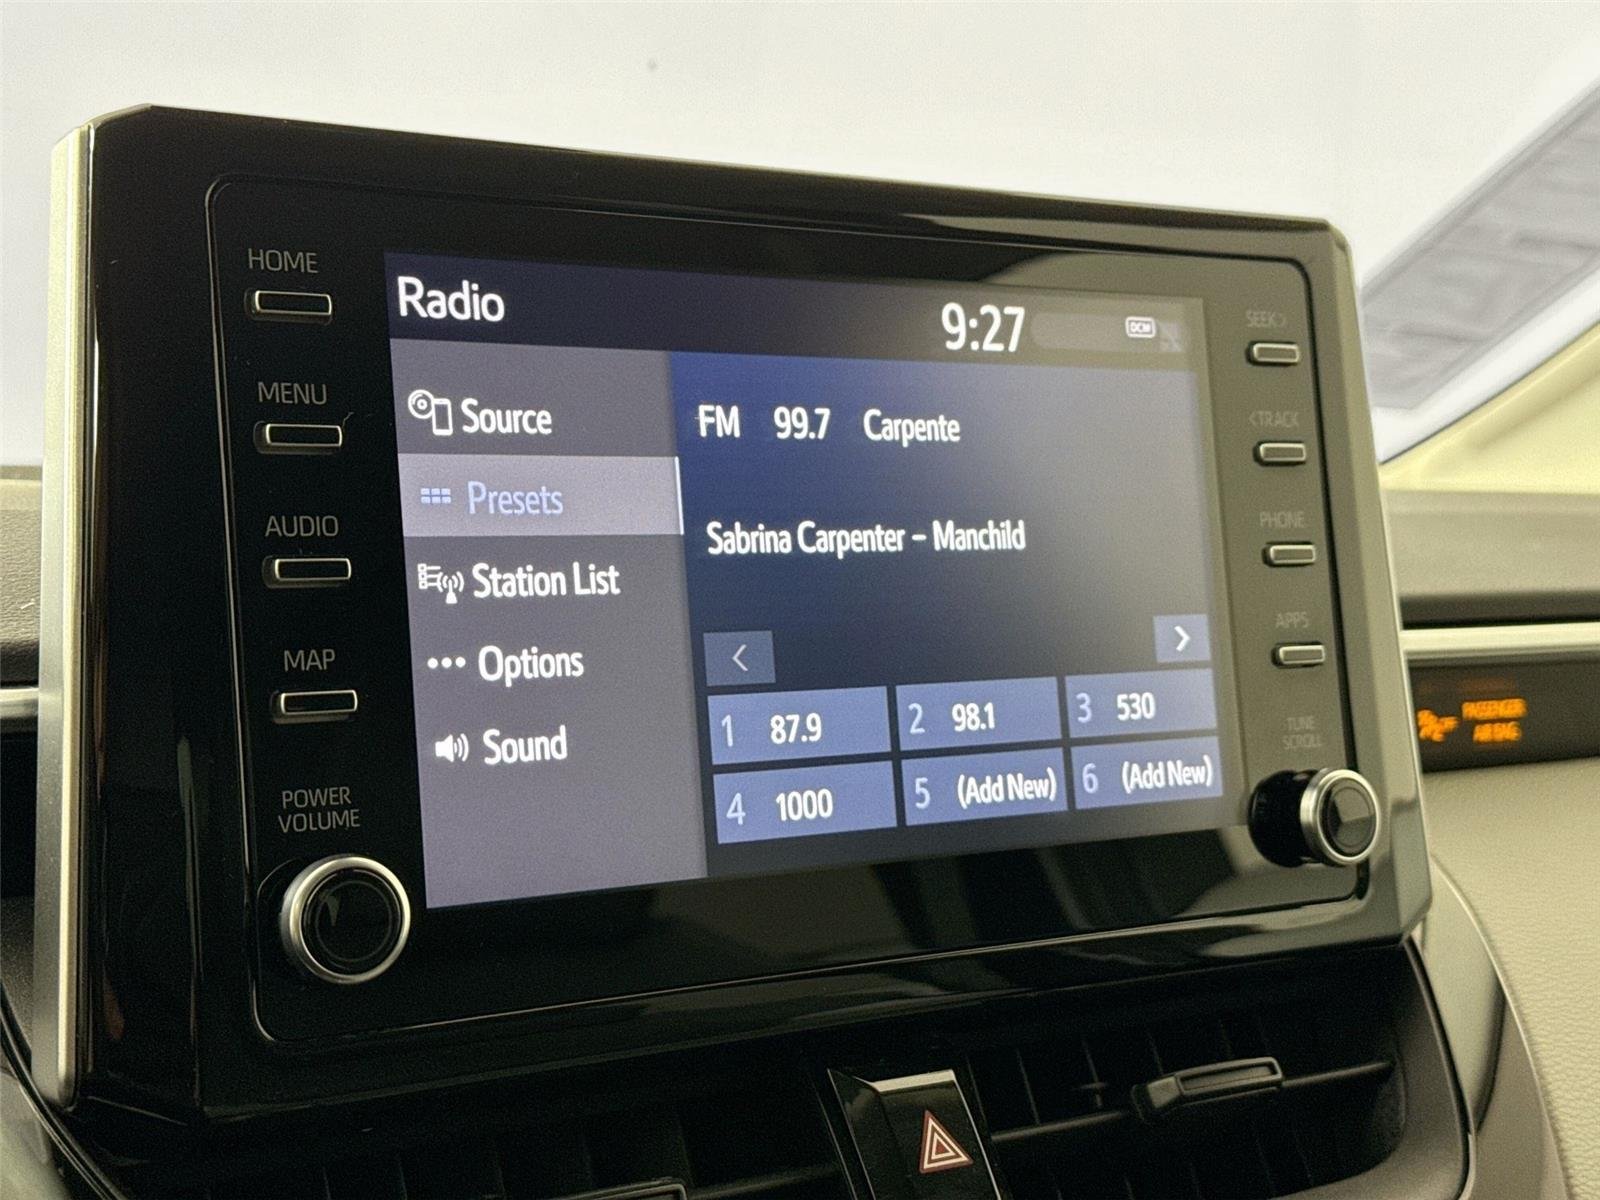 HOME
MENU
AUDIO
MAP
POWER
VOLUME
Radio
9:27
DCM
Source
Presets
Station List
Options
Sound
FM 99.7 Carpente
Sabrina Carpenter – Manchild
<
>
1 87.9
2 98.1
3 530
4 1000
5 (Add New)
6 (Add New)
SEEK>
<TRACK
PHONE
APPS
TUNE
SCROLL
PASSENGER
AIRBAG